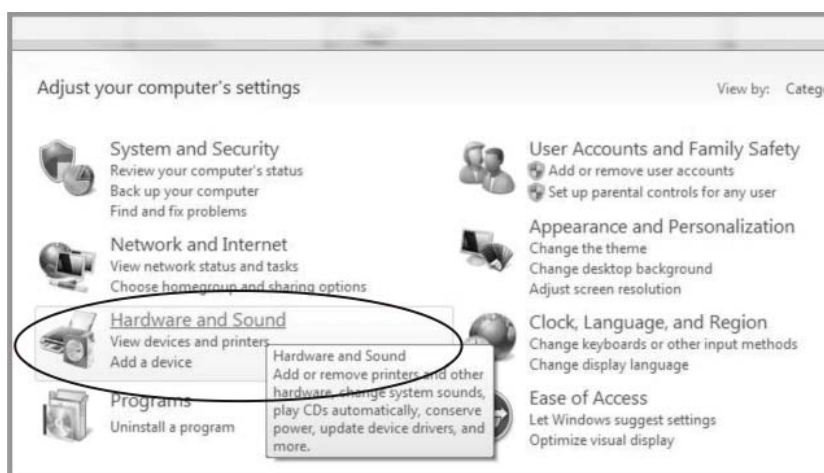 Adjust your computer's settings
View by: Categ
System and Security
Review your computer's status
Back up your computer
Find and fix problems
Network and Internet
View network status and tasks
Choose homegroup and sharing options
Hardware and Sound
View devices and printers
Add a device
Hardware and Sound
Add or remove printers and other
hardware, change system sounds,
play CDs automatically, conserve
power, update device drivers, and
more.
Programs
Uninstall a program
User Accounts and Family Safety
Add or remove user accounts
Set up parental controls for any user
Appearance and Personalization
Change the theme
Change desktop background
Adjust screen resolution
Clock, Language, and Region
Change keyboards or other input methods
Change display language
Ease of Access
Let Windows suggest settings
Optimize visual display